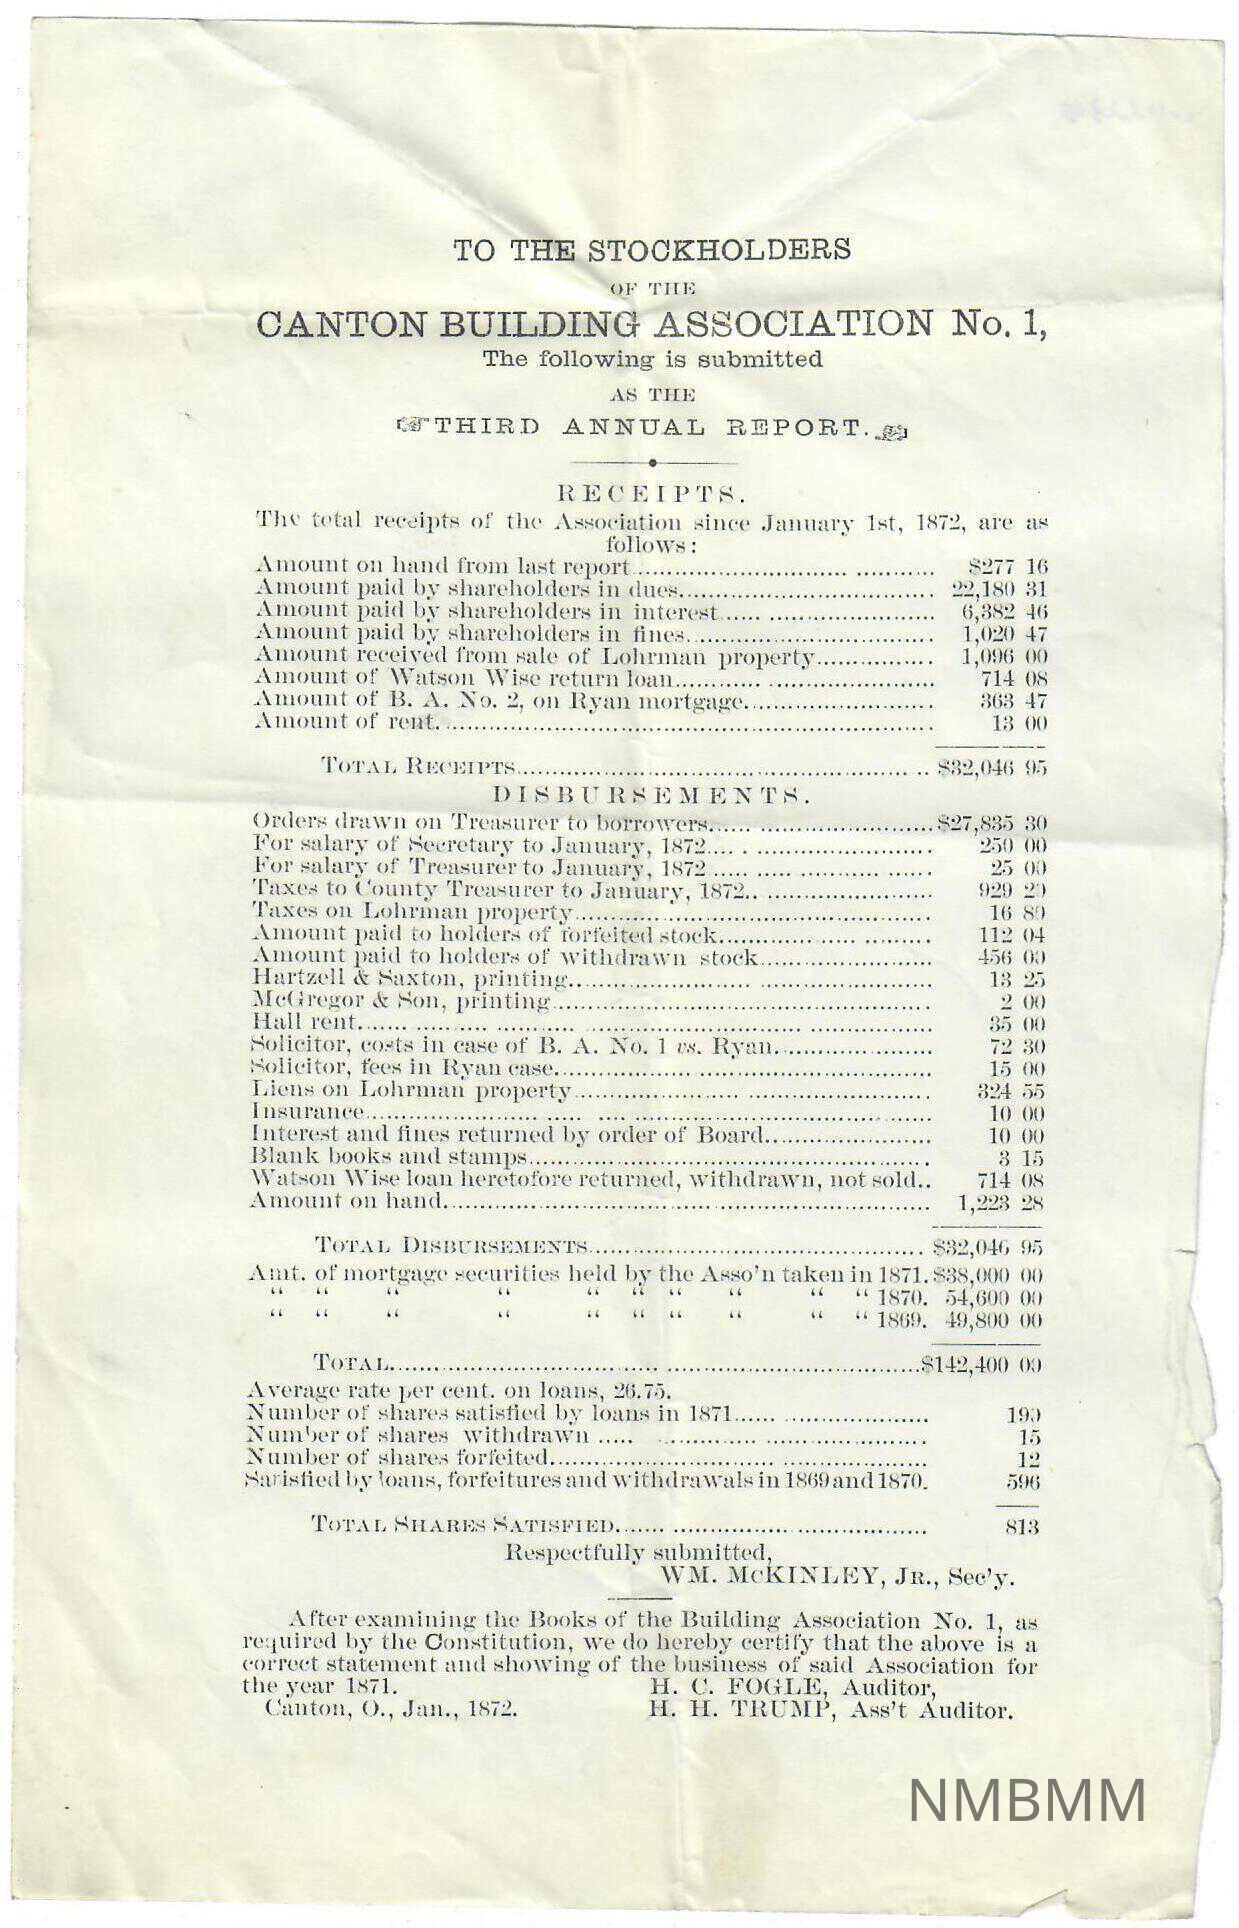 TO THE STOCKHOLDERS
OF THE
CANTON BUILDING ASSOCIATION No. 1,
The following is submitted
AS THE
THIRD ANNUAL REPORT.
RECEIPTS.
The total receipts of the Association since January 1st, 1872, are as
follows:
Amount on hand from last report........ $277 16
Amount paid by shareholders in dues........ 22,180 31
Amount paid by shareholders in interest........ 6,382 46
Amount paid by shareholders in fines........ 1,020 47
Amount received from sale of Lohrman property........ 1,096 00
Amount of Watson Wise return loan........ 714 08
Amount of B. A. No. 2, on Ryan mortgage........ 363 47
Amount of rent........ 13 00
TOTAL RECEIPTS........ $32,046 95
DISBURSEMENTS.
Orders drawn on Treasurer to borrowers........ $27,835 30
For salary of Secretary to January, 1872........ 250 00
For salary of Treasurer to January, 1872........ 25 00
Taxes to County Treasurer to January, 1872........ 929 20
Taxes on Lohrman property........ 16 80
Amount paid to holders of forfeited stock........ 112 04
Amount paid to holders of withdrawn stock........ 456 00
Hartzell & Saxton, printing........ 13 25
McGregor & Son, printing........ 2 00
Hall rent........ 35 00
Solicitor, costs in case of B. A. No. 1 vs. Ryan........ 72 30
Solicitor, fees in Ryan case........ 15 00
Liens on Lohrman property........ 324 55
Insurance........ 10 00
Interest and fines returned by order of Board........ 10 00
Blank books and stamps........ 3 15
Watson Wise loan heretofore returned, withdrawn, not sold.. 714 08
Amount on hand........ 1,223 28
TOTAL DISBURSEMENTS........ $32,046 95
Amt. of mortgage securities held by the Asso'n taken in 1871. $38,000 00
“ “ “ “ “ “ “ “ “ “ 1870. 54,600 00
“ “ “ “ “ “ “ “ “ “ 1869. 49,800 00
TOTAL........ $142,400 00
Average rate per cent. on loans, 26.75.
Number of shares satisfied by loans in 1871........ 190
Number of shares withdrawn........ 15
Number of shares forfeited........ 12
Satisfied by loans, forfeitures and withdrawals in 1869 and 1870. 596
TOTAL SHARES SATISFIED........ 813
Respectfully submitted,
WM. McKINLEY, JR., Sec'y.
After examining the Books of the Building Association No. 1, as
required by the Constitution, we do hereby certify that the above is a
correct statement and showing of the business of said Association for
the year 1871. H. C. FOGLE, Auditor,
Canton, O., Jan., 1872. H. H. TRUMP, Ass't Auditor.
NMBMM